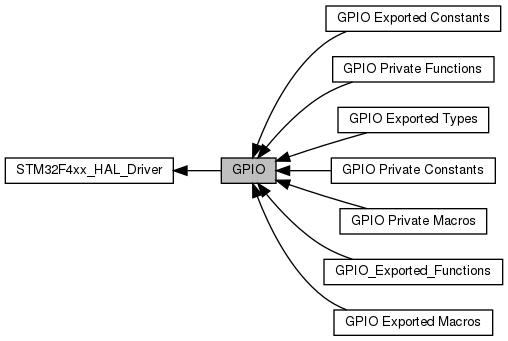 GPIO Exported Constants
GPIO Private Functions
GPIO Exported Types
STM32F4xx_HAL_Driver
GPIO
GPIO Private Constants
GPIO Private Macros
GPIO_Exported_Functions
GPIO Exported Macros